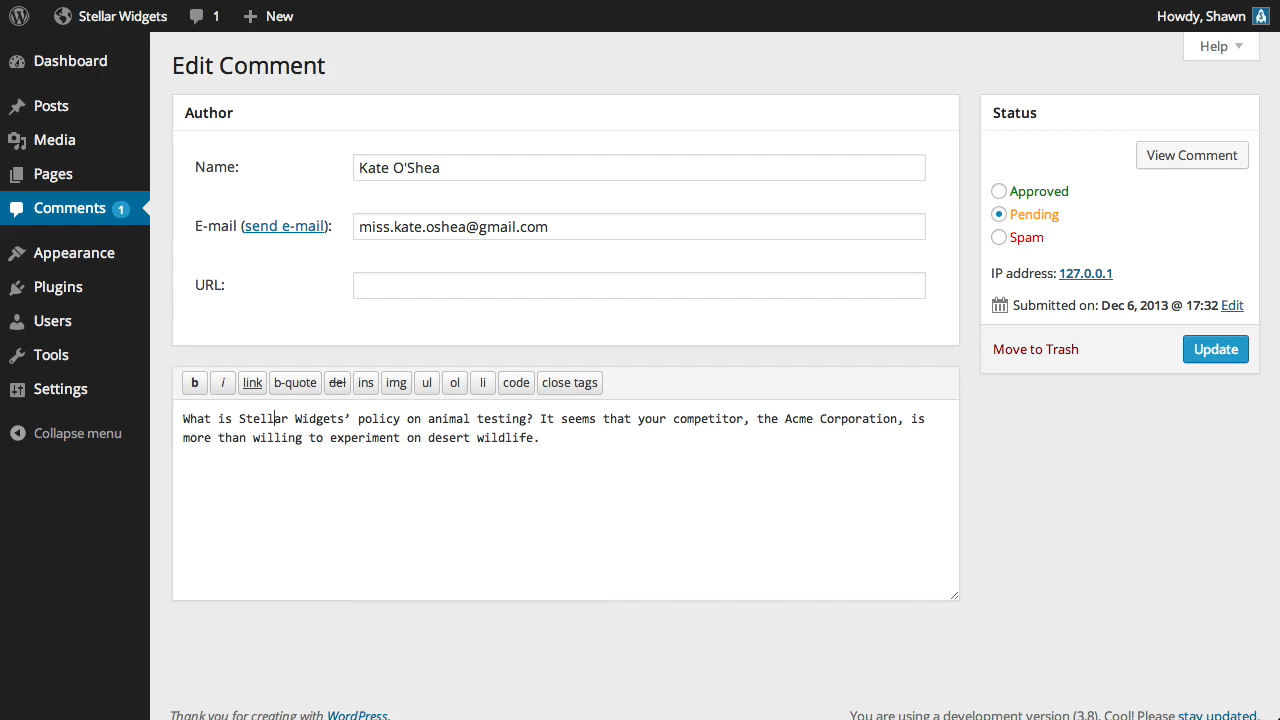 Stellar Widgets 1 New Howdy, Shawn
Help
Dashboard
Posts
Media
Pages
Comments 1
Appearance
Plugins
Users
Tools
Settings
Collapse menu
Edit Comment
Author
Name: Kate O'Shea
E-mail (send e-mail): miss.kate.oshea@gmail.com
URL:
b i link b-quote del ins img ul ol li code close tags
What is Stellar Widgets’ policy on animal testing? It seems that your competitor, the Acme Corporation, is
more than willing to experiment on desert wildlife.
Status
View Comment
Approved
Pending
Spam
IP address: 127.0.0.1
Submitted on: Dec 6, 2013 @ 17:32 Edit
Move to Trash Update
Thank you for creating with WordPress. You are using a development version (3.8). Cool! Please stay updated.